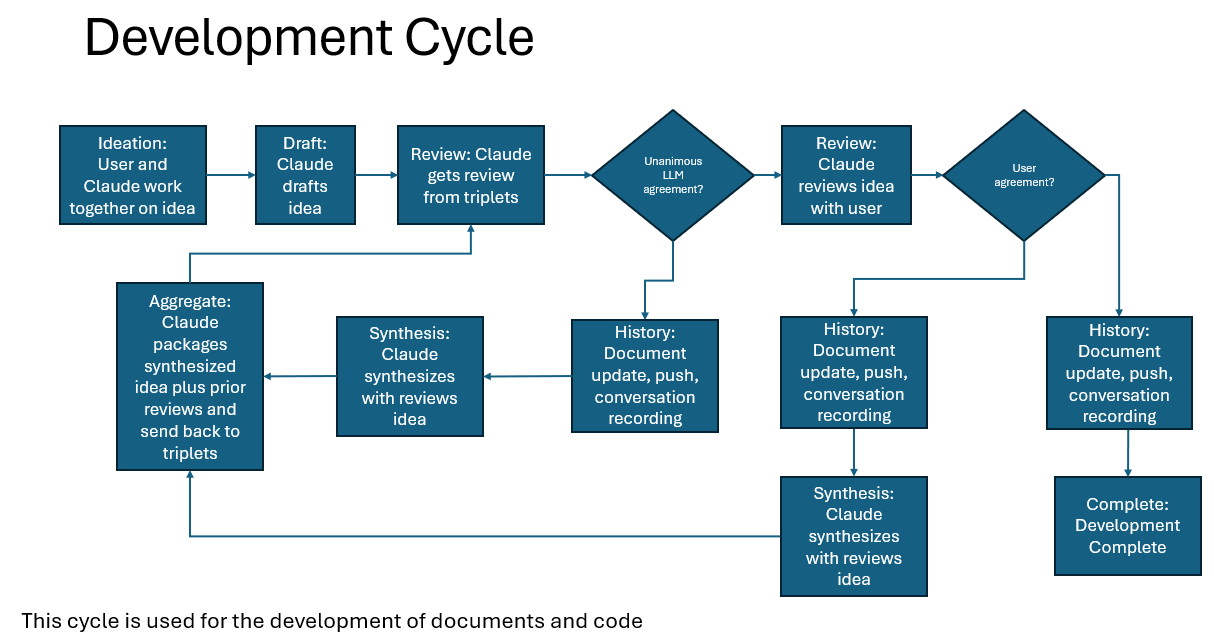 Development Cycle
Ideation:
User and
Claude work
together on idea
Draft:
Claude
drafts
idea
Review: Claude
gets review
from triplets
Unanimous
LLM
agreement?
Review:
Claude
reviews idea
with user
User
agreement?
Aggregate:
Claude
packages
synthesized
idea plus prior
reviews and
send back to
triplets
Synthesis:
Claude
synthesizes
with reviews
idea
History:
Document
update, push,
conversation
recording
History:
Document
update, push,
conversation
recording
History:
Document
update, push,
conversation
recording
Synthesis:
Claude
synthesizes
with reviews
idea
Complete:
Development
Complete
This cycle is used for the development of documents and code